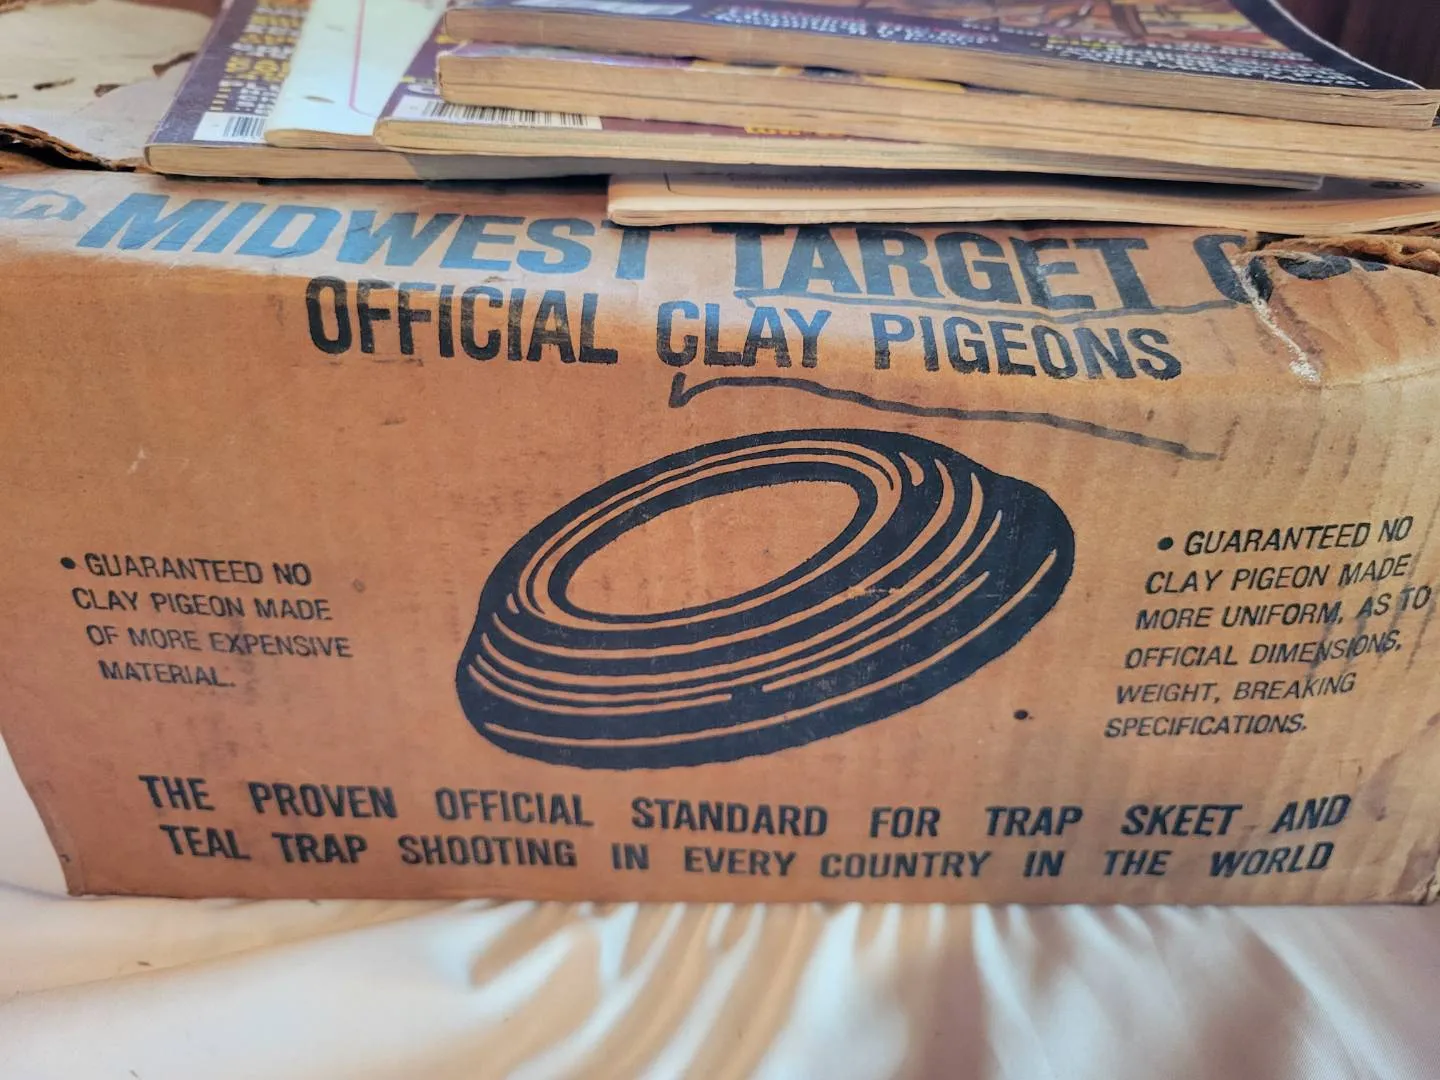 MIDWEST TARGET
OFFICIAL CLAY PIGEONS
• GUARANTEED NO
CLAY PIGEON MADE
OF MORE EXPENSIVE
MATERIAL.
• GUARANTEED NO
CLAY PIGEON MADE
MORE UNIFORM, AS TO
OFFICIAL DIMENSIONS,
WEIGHT, BREAKING
SPECIFICATIONS.
THE PROVEN OFFICIAL STANDARD FOR TRAP SKEET AND
TEAL TRAP SHOOTING IN EVERY COUNTRY IN THE WORLD